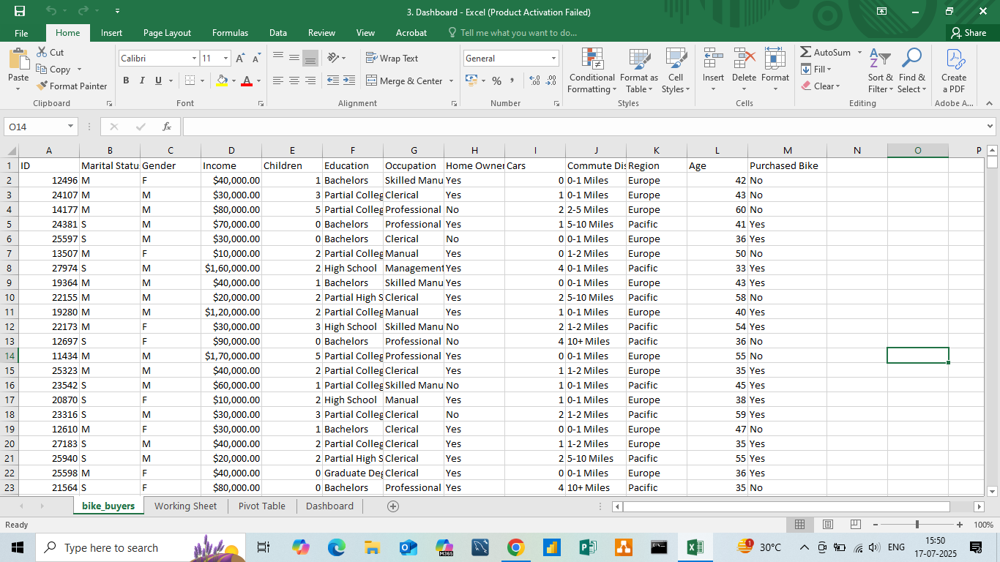 3. Dashboard - Excel (Product Activation Failed)
File Home Insert Page Layout Formulas Data Review View Acrobat Tell me what you want to do... Share
Paste Cut Copy Format Painter Clipboard
Calibri 11 A A B I U A Font
Wrap Text Merge & Center Alignment
General % , .00 .0 Number
Conditional Formatting Format as Table Cell Styles Styles
Insert Delete Format Cells
AutoSum Fill Clear Sort & Filter Find & Select Editing
Create a PDF Adobe A...
O14 fx
A B C D E F G H I J K L M N O P
1 ID Marital Statu Gender Income Children Education Occupation Home Owner Cars Commute Dis Region Age Purchased Bike
2 12496 M F $40,000.00 1 Bachelors Skilled Manu Yes 0 0-1 Miles Europe 42 No
3 24107 M M $30,000.00 3 Partial Colleg Clerical Yes 1 0-1 Miles Europe 43 No
4 14177 M M $80,000.00 5 Partial Colleg Professional No 2 2-5 Miles Europe 60 No
5 24381 S M $70,000.00 0 Bachelors Professional Yes 1 5-10 Miles Pacific 41 Yes
6 25597 S M $30,000.00 0 Bachelors Clerical No 0 0-1 Miles Europe 36 Yes
7 13507 M F $10,000.00 2 Partial Colleg Manual Yes 0 1-2 Miles Europe 50 No
8 27974 S M $1,60,000.00 2 High School Management Yes 4 0-1 Miles Pacific 33 Yes
9 19364 M M $40,000.00 1 Bachelors Skilled Manu Yes 0 0-1 Miles Europe 43 Yes
10 22155 M M $20,000.00 2 Partial High S Clerical Yes 2 5-10 Miles Pacific 58 No
11 19280 M M $1,20,000.00 2 Partial Colleg Manual Yes 1 0-1 Miles Europe 40 Yes
12 22173 M F $30,000.00 3 High School Skilled Manu No 2 1-2 Miles Pacific 54 Yes
13 12697 S F $90,000.00 0 Bachelors Professional No 4 10+ Miles Pacific 36 No
14 11434 M M $1,70,000.00 5 Partial Colleg Professional Yes 0 0-1 Miles Europe 55 No
15 25323 M M $40,000.00 2 Partial Colleg Clerical Yes 1 1-2 Miles Europe 35 Yes
16 23542 S M $60,000.00 1 Partial Colleg Skilled Manu No 1 0-1 Miles Pacific 45 Yes
17 20870 S F $10,000.00 2 High School Manual Yes 1 0-1 Miles Europe 38 Yes
18 23316 S M $30,000.00 3 Partial Colleg Clerical No 2 1-2 Miles Pacific 59 Yes
19 12610 M F $30,000.00 1 Bachelors Clerical Yes 0 0-1 Miles Europe 47 No
20 27183 S M $40,000.00 2 Partial Colleg Clerical Yes 1 1-2 Miles Europe 35 Yes
21 25940 S M $20,000.00 2 Partial High S Clerical Yes 2 5-10 Miles Pacific 55 Yes
22 25598 M F $40,000.00 0 Graduate Deg Clerical Yes 0 0-1 Miles Europe 36 Yes
23 21564 S F $80,000.00 0 Bachelors Professional Yes 4 10+ Miles Pacific 35 No
bike_buyers Working Sheet Pivot Table Dashboard
Ready 100%
Type here to search M365 1 30°C ENG 15:50
17-07-2025